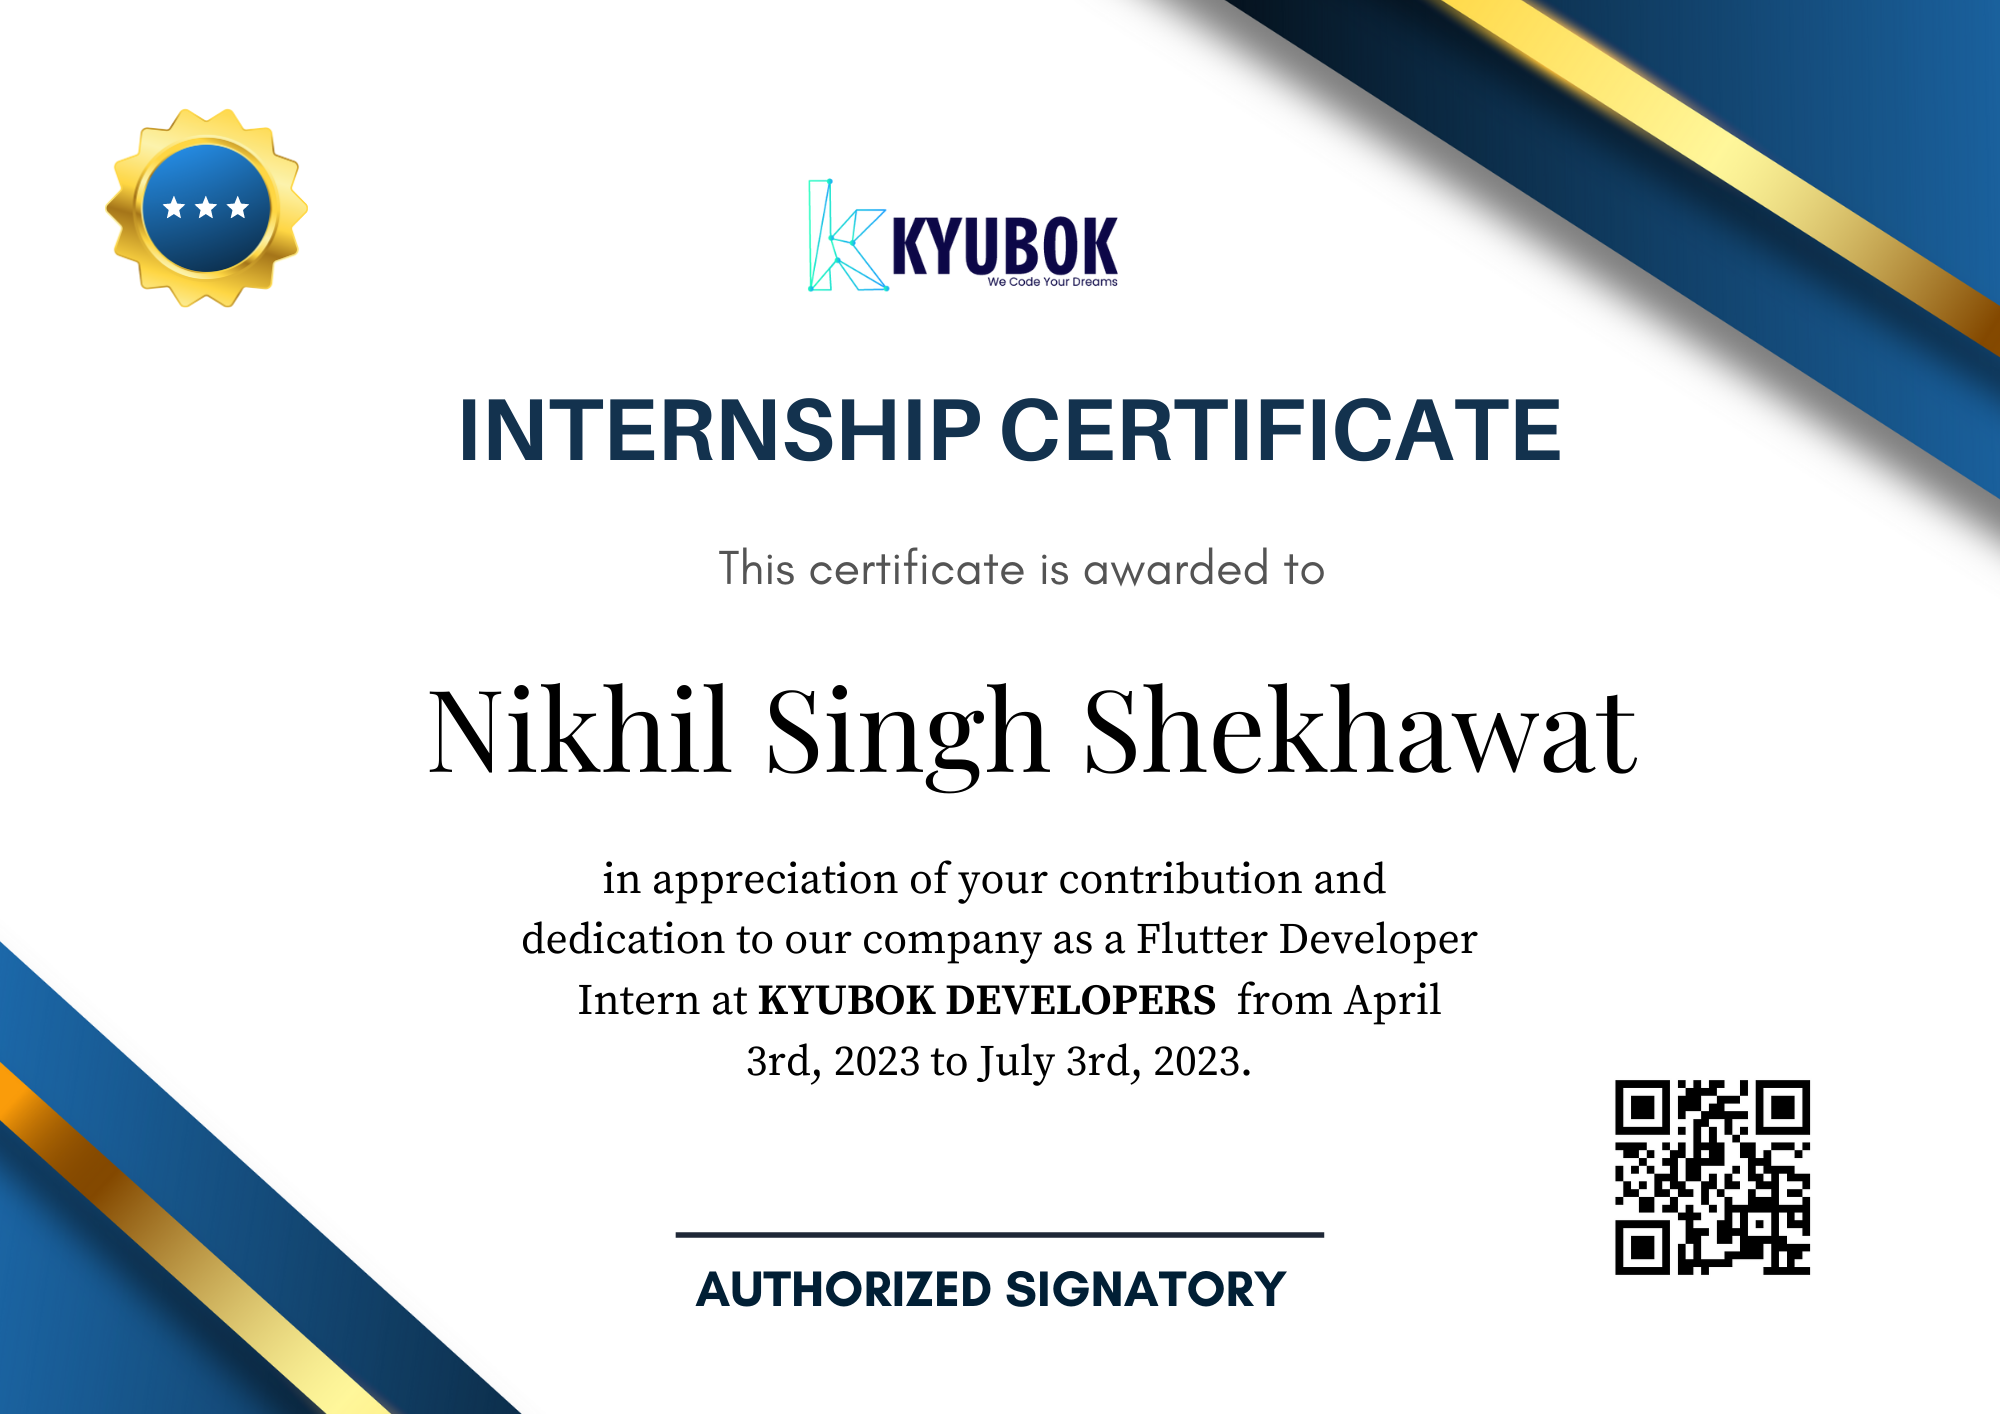 KYUBOK
We Code Your Dreams
INTERNSHIP CERTIFICATE
This certificate is awarded to
Nikhil Singh Shekhawat
in appreciation of your contribution and
dedication to our company as a Flutter Developer
Intern at KYUBOK DEVELOPERS from April
3rd, 2023 to July 3rd, 2023.
AUTHORIZED SIGNATORY